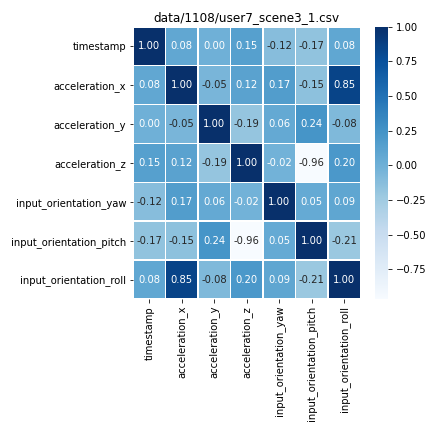 data/1108/user7_scene3_1.csv
timestamp 1.00 0.08 0.00 0.15 -0.12 -0.17 0.08
acceleration_x 0.08 1.00 -0.05 0.12 0.17 -0.15 0.85
acceleration_y 0.00 -0.05 1.00 -0.19 0.06 0.24 -0.08
acceleration_z 0.15 0.12 -0.19 1.00 -0.02 -0.96 0.20
input_orientation_yaw -0.12 0.17 0.06 -0.02 1.00 0.05 0.09
input_orientation_pitch -0.17 -0.15 0.24 -0.96 0.05 1.00 -0.21
input_orientation_roll 0.08 0.85 -0.08 0.20 0.09 -0.21 1.00
timestamp
acceleration_x
acceleration_y
acceleration_z
input_orientation_yaw
input_orientation_pitch
input_orientation_roll
1.00
0.75
0.50
0.25
0.00
−0.25
−0.50
−0.75